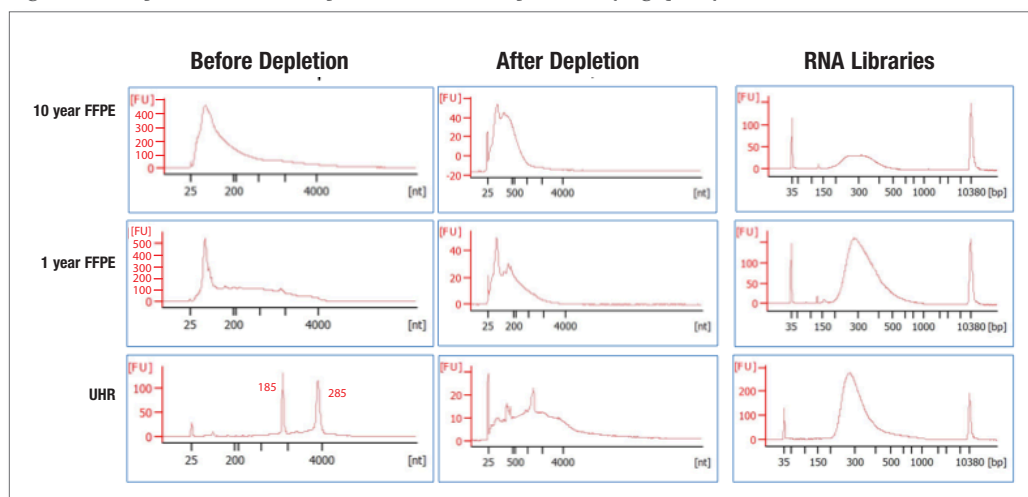 Before Depletion
After Depletion
RNA Libraries
10 year FFPE
[FU]
400
300
200
100
0
25 200 4000 [nt]
[FU]
40
20
0
-20
25 500 4000 [nt]
[FU]
100
50
0
35 150 300 500 1000 10380 [bp]
1 year FFPE
[FU]
500
400
300
200
100
0
25 200 4000 [nt]
[FU]
40
20
0
25 200 4000 [nt]
[FU]
150
100
50
0
35 150 300 500 1000 10380 [bp]
UHR
[FU]
100
50
0
185
285
25 200 4000 [nt]
[FU]
20
10
0
25 500 4000 [nt]
[FU]
200
100
0
35 150 300 500 1000 10380 [bp]